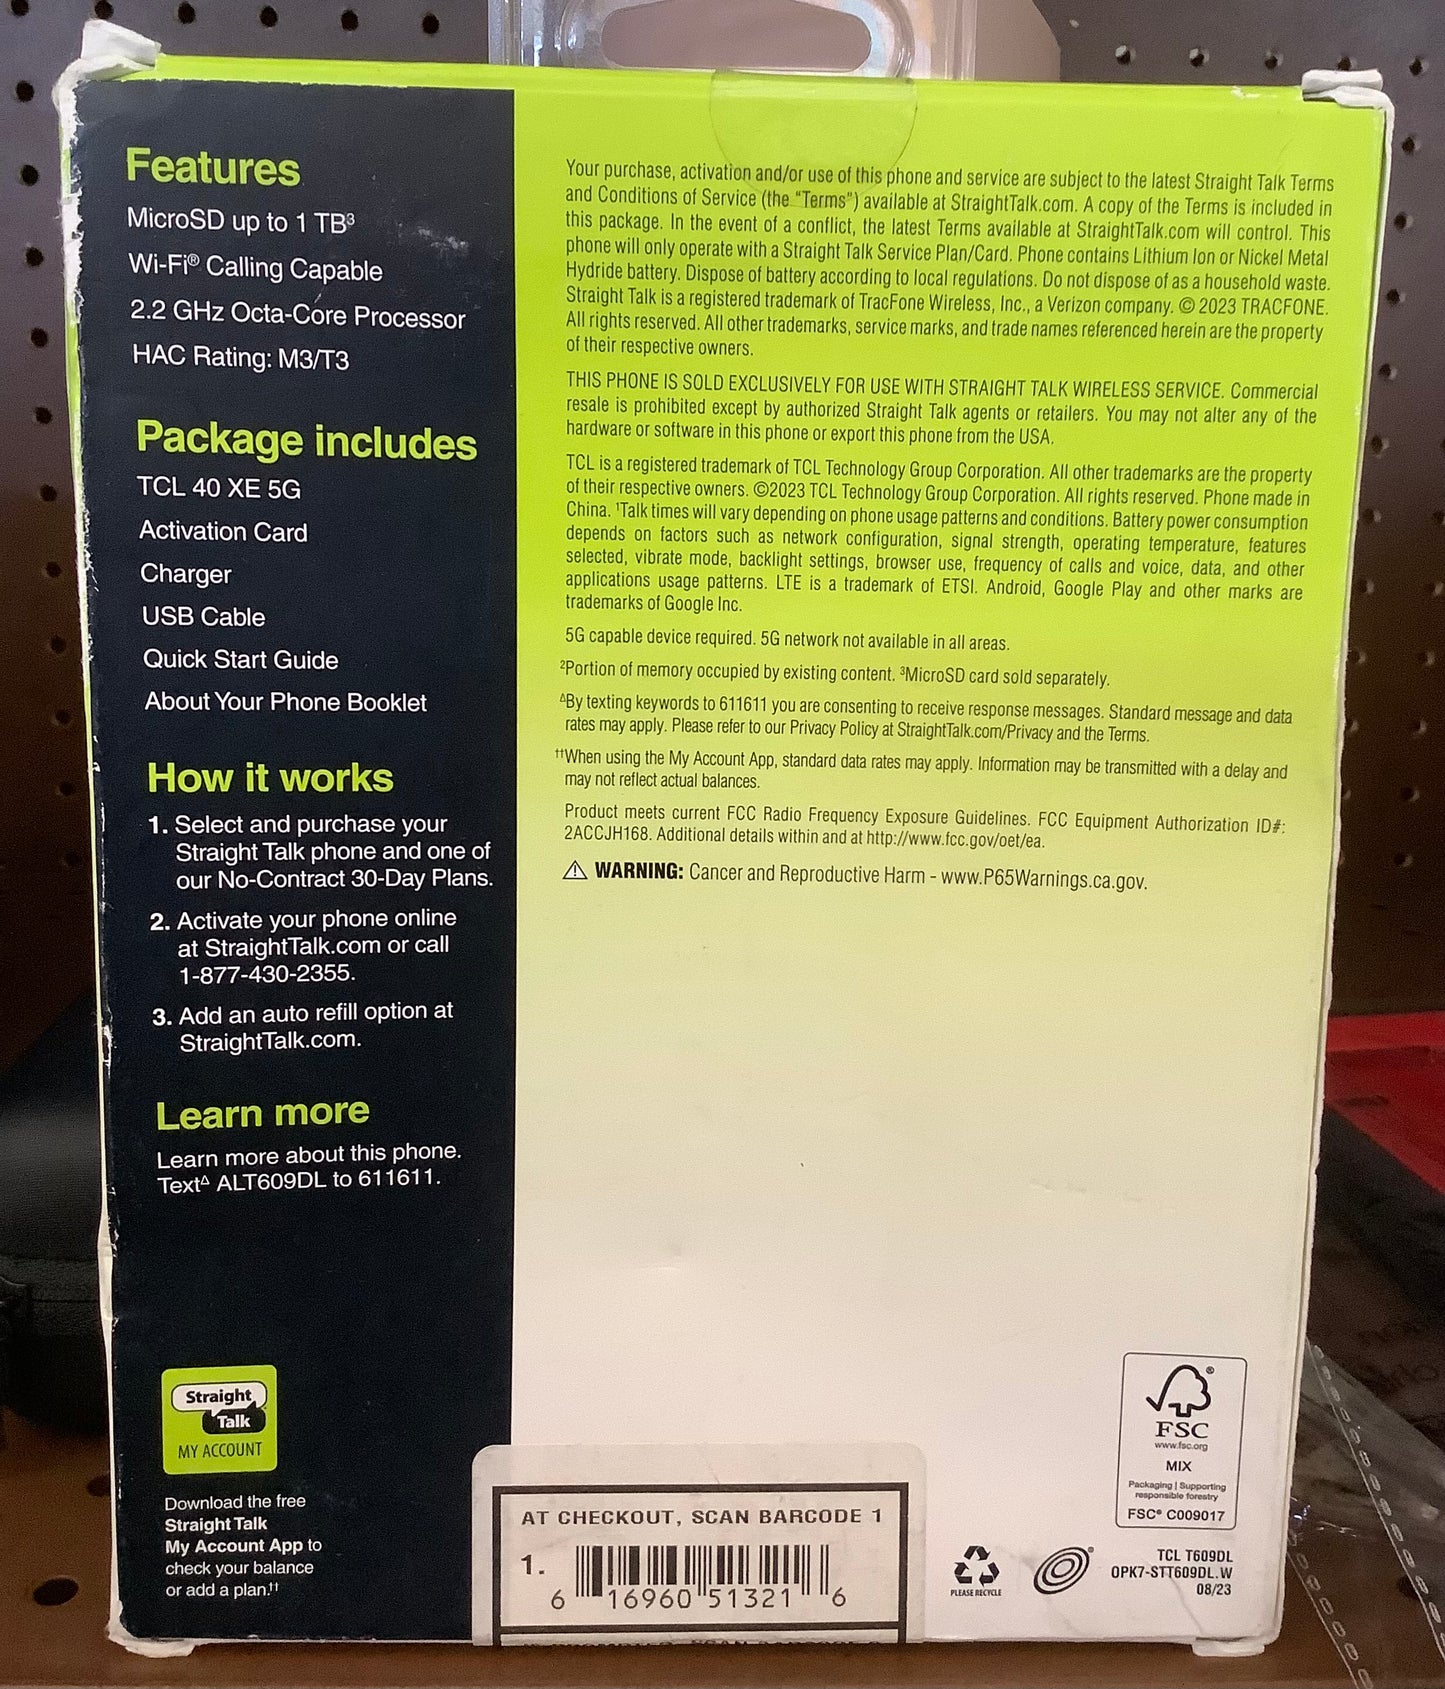 Features
MicroSD up to 1 TB³
Wi-Fi® Calling Capable
2.2 GHz Octa-Core Processor
HAC Rating: M3/T3
Package includes
TCL 40 XE 5G
Activation Card
Charger
USB Cable
Quick Start Guide
About Your Phone Booklet
How it works
1. Select and purchase your
Straight Talk phone and one of
our No-Contract 30-Day Plans.
2. Activate your phone online
at StraightTalk.com or call
1-877-430-2355.
3. Add an auto refill option at
StraightTalk.com.
Learn more
Learn more about this phone.
Text^Δ ALT609DL to 611611.
Straight
Talk
MY ACCOUNT
Download the free
Straight Talk
My Account App to
check your balance
or add a plan.††
Your purchase, activation and/or use of this phone and service are subject to the latest Straight Talk Terms
and Conditions of Service (the “Terms”) available at StraightTalk.com. A copy of the Terms is included in
this package. In the event of a conflict, the latest Terms available at StraightTalk.com will control. This
phone will only operate with a Straight Talk Service Plan/Card. Phone contains Lithium Ion or Nickel Metal
Hydride battery. Dispose of battery according to local regulations. Do not dispose of as a household waste.
Straight Talk is a registered trademark of TracFone Wireless, Inc., a Verizon company. © 2023 TRACFONE.
All rights reserved. All other trademarks, service marks, and trade names referenced herein are the property
of their respective owners.
THIS PHONE IS SOLD EXCLUSIVELY FOR USE WITH STRAIGHT TALK WIRELESS SERVICE. Commercial
resale is prohibited except by authorized Straight Talk agents or retailers. You may not alter any of the
hardware or software in this phone or export this phone from the USA.
TCL is a registered trademark of TCL Technology Group Corporation. All other trademarks are the property
of their respective owners. ©2023 TCL Technology Group Corporation. All rights reserved. Phone made in
China. ¹Talk times will vary depending on phone usage patterns and conditions. Battery power consumption
depends on factors such as network configuration, signal strength, operating temperature, features
selected, vibrate mode, backlight settings, browser use, frequency of calls and voice, data, and other
applications usage patterns. LTE is a trademark of ETSI. Android, Google Play and other marks are
trademarks of Google Inc.
5G capable device required. 5G network not available in all areas.
²Portion of memory occupied by existing content. ³MicroSD card sold separately.
^ΔBy texting keywords to 611611 you are consenting to receive response messages. Standard message and data
rates may apply. Please refer to our Privacy Policy at StraightTalk.com/Privacy and the Terms.
††When using the My Account App, standard data rates may apply. Information may be transmitted with a delay and
may not reflect actual balances.
Product meets current FCC Radio Frequency Exposure Guidelines. FCC Equipment Authorization ID#:
2ACCJH168. Additional details within and at http://www.fcc.gov/oet/ea.
⚠ WARNING: Cancer and Reproductive Harm - www.P65Warnings.ca.gov.
AT CHECKOUT, SCAN BARCODE 1
1.
6 16960 51321 6
FSC
www.fsc.org
MIX
Packaging | Supporting
responsible forestry
FSC® C009017
PLEASE RECYCLE
TCL T609DL
OPK7-STT609DL.W
08/23